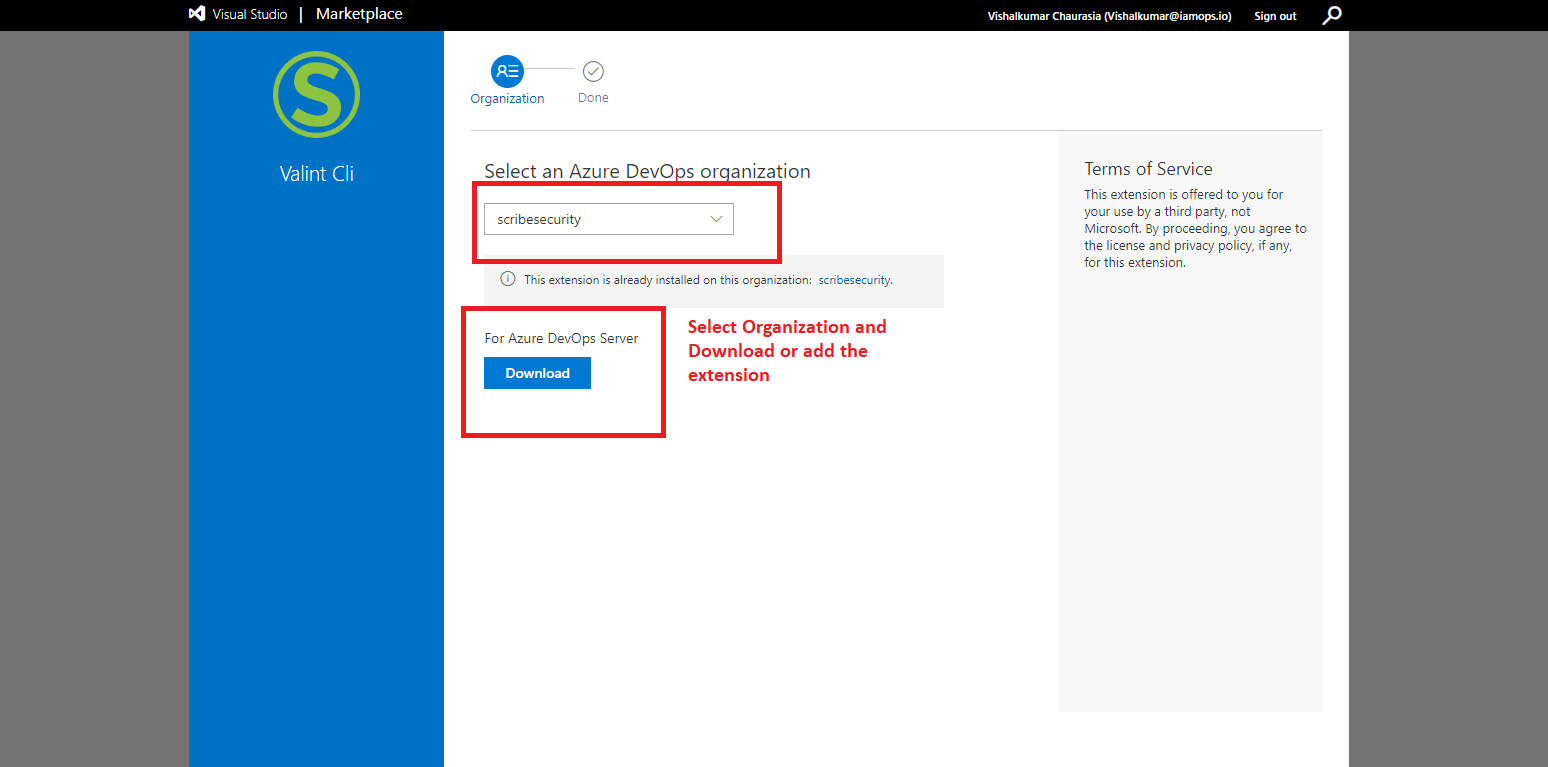 Visual Studio | Marketplace
Vishalkumar Chaurasia (Vishalkumar@iamops.io) Sign out
S
Valint Cli
Organization
Done
Select an Azure DevOps organization
scribesecurity
This extension is already installed on this organization: scribesecurity.
For Azure DevOps Server
Download
Select Organization and
Download or add the
extension
Terms of Service
This extension is offered to you for
your use by a third party, not
Microsoft. By proceeding, you agree to
the license and privacy policy, if any,
for this extension.